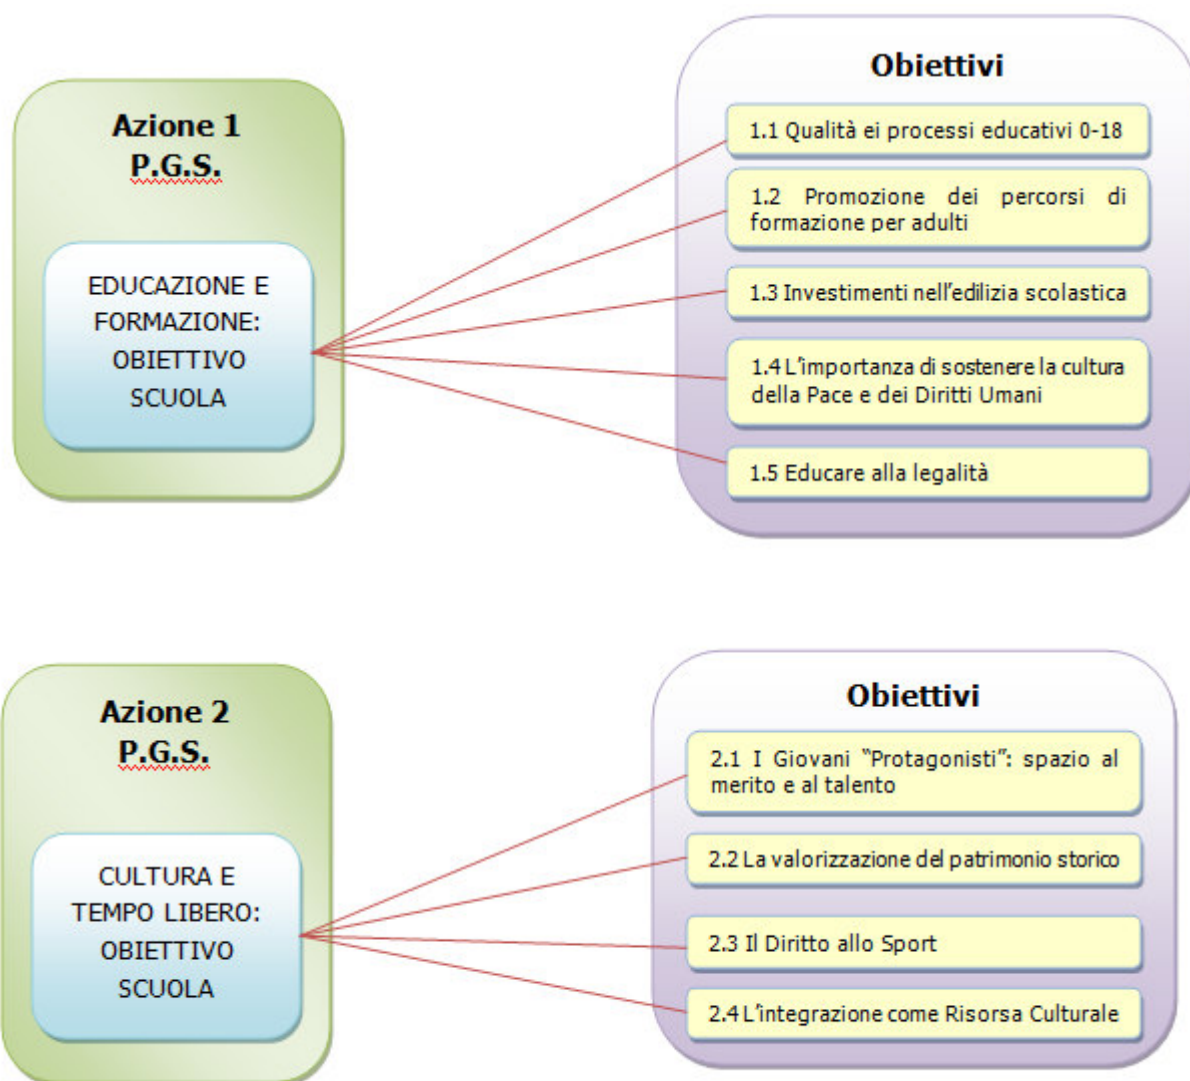 Azione 1
P.G.S.
EDUCAZIONE E
FORMAZIONE:
OBIETTIVO
SCUOLA
Obiettivi
1.1 Qualità ei processi educativi 0-18
1.2 Promozione dei percorsi di
formazione per adulti
1.3 Investimenti nell'edilizia scolastica
1.4 L'importanza di sostenere la cultura
della Pace e dei Diritti Umani
1.5 Educare alla legalità
Azione 2
P.G.S.
CULTURA E
TEMPO LIBERO:
OBIETTIVO
SCUOLA
Obiettivi
2.1 I Giovani “Protagonisti”: spazio al
merito e al talento
2.2 La valorizzazione del patrimonio storico
2.3 Il Diritto allo Sport
2.4 L'integrazione come Risorsa Culturale